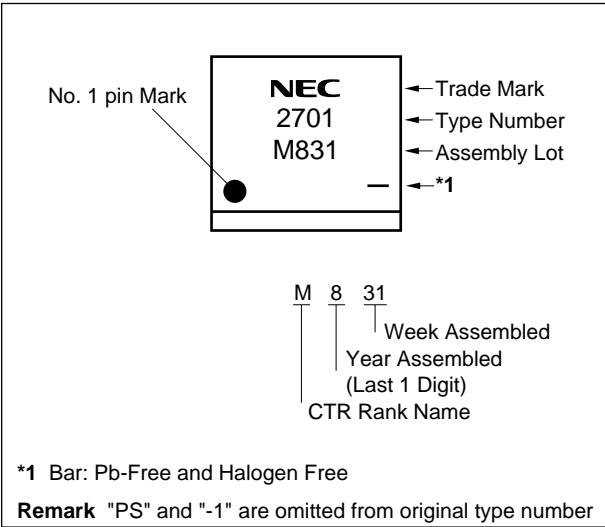 No. 1 pin Mark
NEC
2701
M831
Trade Mark
Type Number
Assembly Lot
*1
M 8 31
Week Assembled
Year Assembled
(Last 1 Digit)
CTR Rank Name
*1 Bar: Pb-Free and Halogen Free
Remark "PS" and "-1" are omitted from original type number